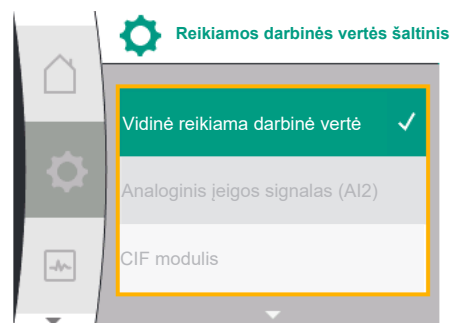 Reikiamos darbinės vertės šaltinis
Vidinė reikiama darbinė vertė
Analoginis įeigos signalas (AI2)
CIF modulis